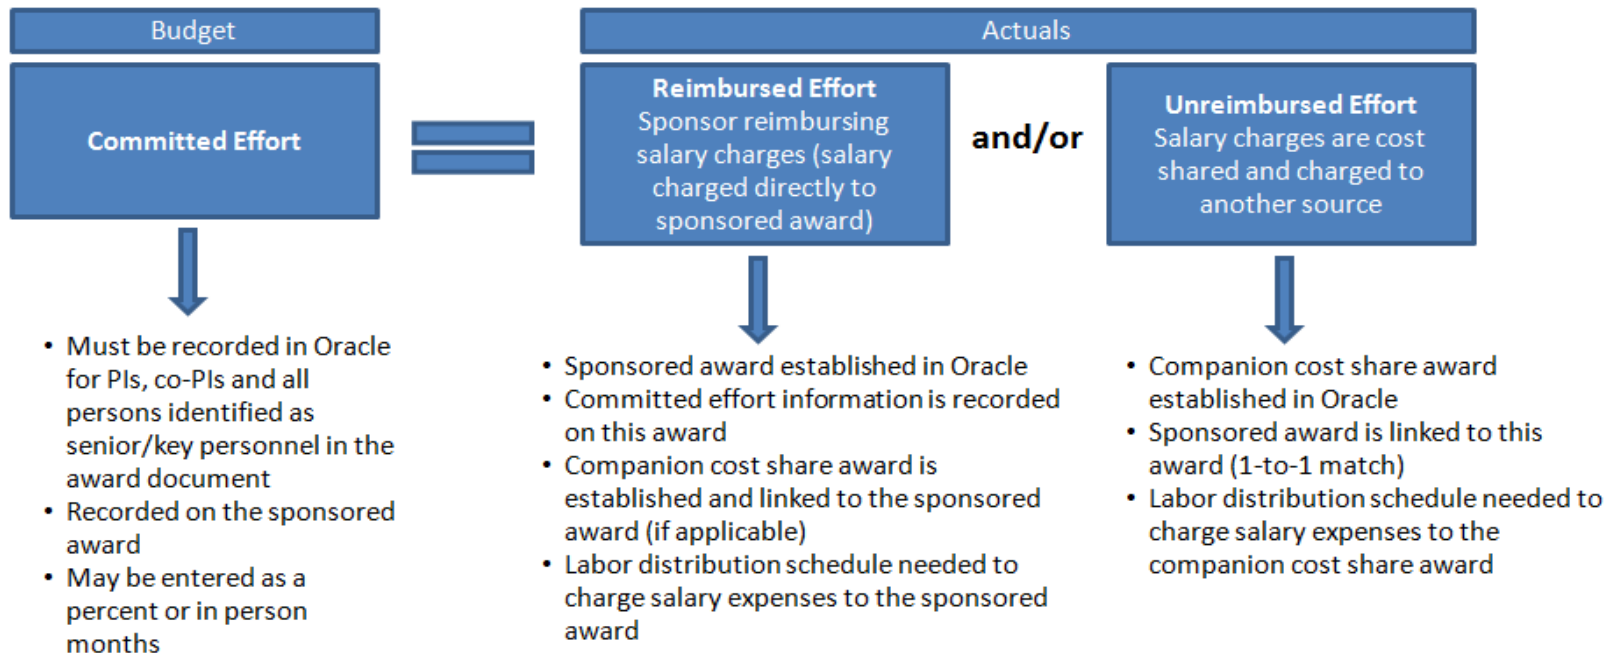 Budget
Actuals
Committed Effort
Reimbursed Effort
Sponsor reimbursing
salary charges (salary
charged directly to
sponsored award)
and/or
Unreimbursed Effort
Salary charges are cost
shared and charged to
another source
• Must be recorded in Oracle
for PIs, co-PIs and all
persons identified as
senior/key personnel in the
award document
• Recorded on the sponsored
award
• May be entered as a
percent or in person
months
• Sponsored award established in Oracle
• Committed effort information is recorded
on this award
• Companion cost share award is
established and linked to the sponsored
award (if applicable)
• Labor distribution schedule needed to
charge salary expenses to the sponsored
award
• Companion cost share award
established in Oracle
• Sponsored award is linked to this
award (1-to-1 match)
• Labor distribution schedule needed to
charge salary expenses to the
companion cost share award